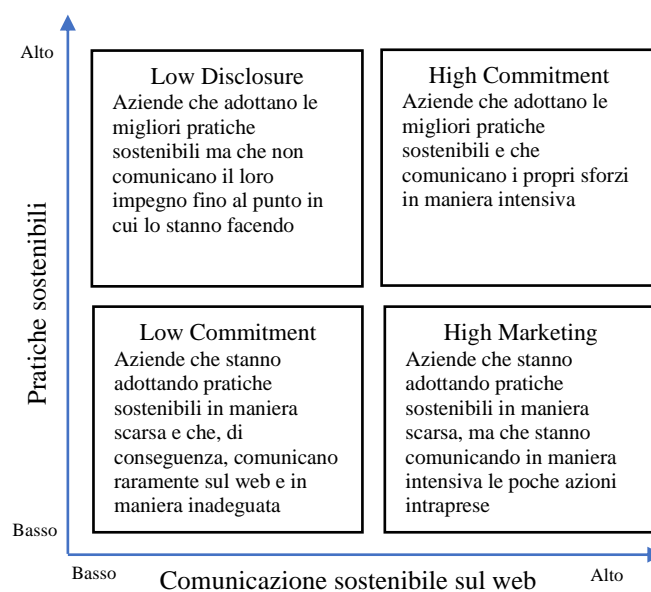 Alto
Pratiche sostenibili
Low Disclosure
Aziende che adottano le
migliori pratiche
sostenibili ma che non
comunicano il loro
impegno fino al punto in
cui lo stanno facendo
High Commitment
Aziende che adottano le
migliori pratiche
sostenibili e che
comunicano i propri sforzi
in maniera intensiva
Low Commitment
Aziende che stanno
adottando pratiche
sostenibili in maniera
scarsa e che, di
conseguenza, comunicano
raramente sul web e in
maniera inadeguata
High Marketing
Aziende che stanno
adottando pratiche
sostenibili in maniera
scarsa, ma che stanno
comunicando in maniera
intensiva le poche azioni
intraprese
Basso
Basso
Comunicazione sostenibile sul web
Alto